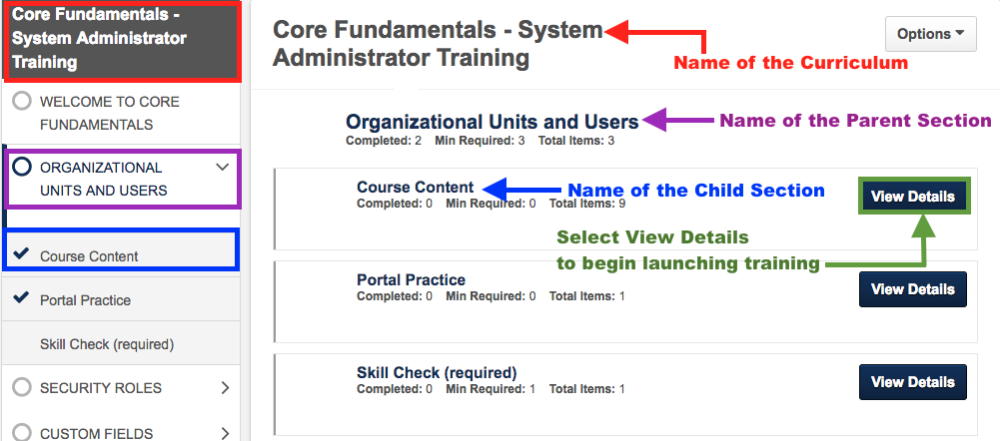 Core Fundamentals -
System Administrator
Training
WELCOME TO CORE
FUNDAMENTALS
ORGANIZATIONAL
UNITS AND USERS
Course Content
Portal Practice
Skill Check (required)
SECURITY ROLES
CUSTOM FIELDS
Core Fundamentals - System
Administrator Training
Options
Name of the Curriculum
Organizational Units and Users
Name of the Parent Section
Completed: 2 Min Required: 3 Total Items: 3
Course Content
Name of the Child Section
View Details
Completed: 0 Min Required: 0 Total Items: 9
Select View Details
to begin launching training
Portal Practice
View Details
Completed: 0 Min Required: 0 Total Items: 1
Skill Check (required)
View Details
Completed: 0 Min Required: 1 Total Items: 1